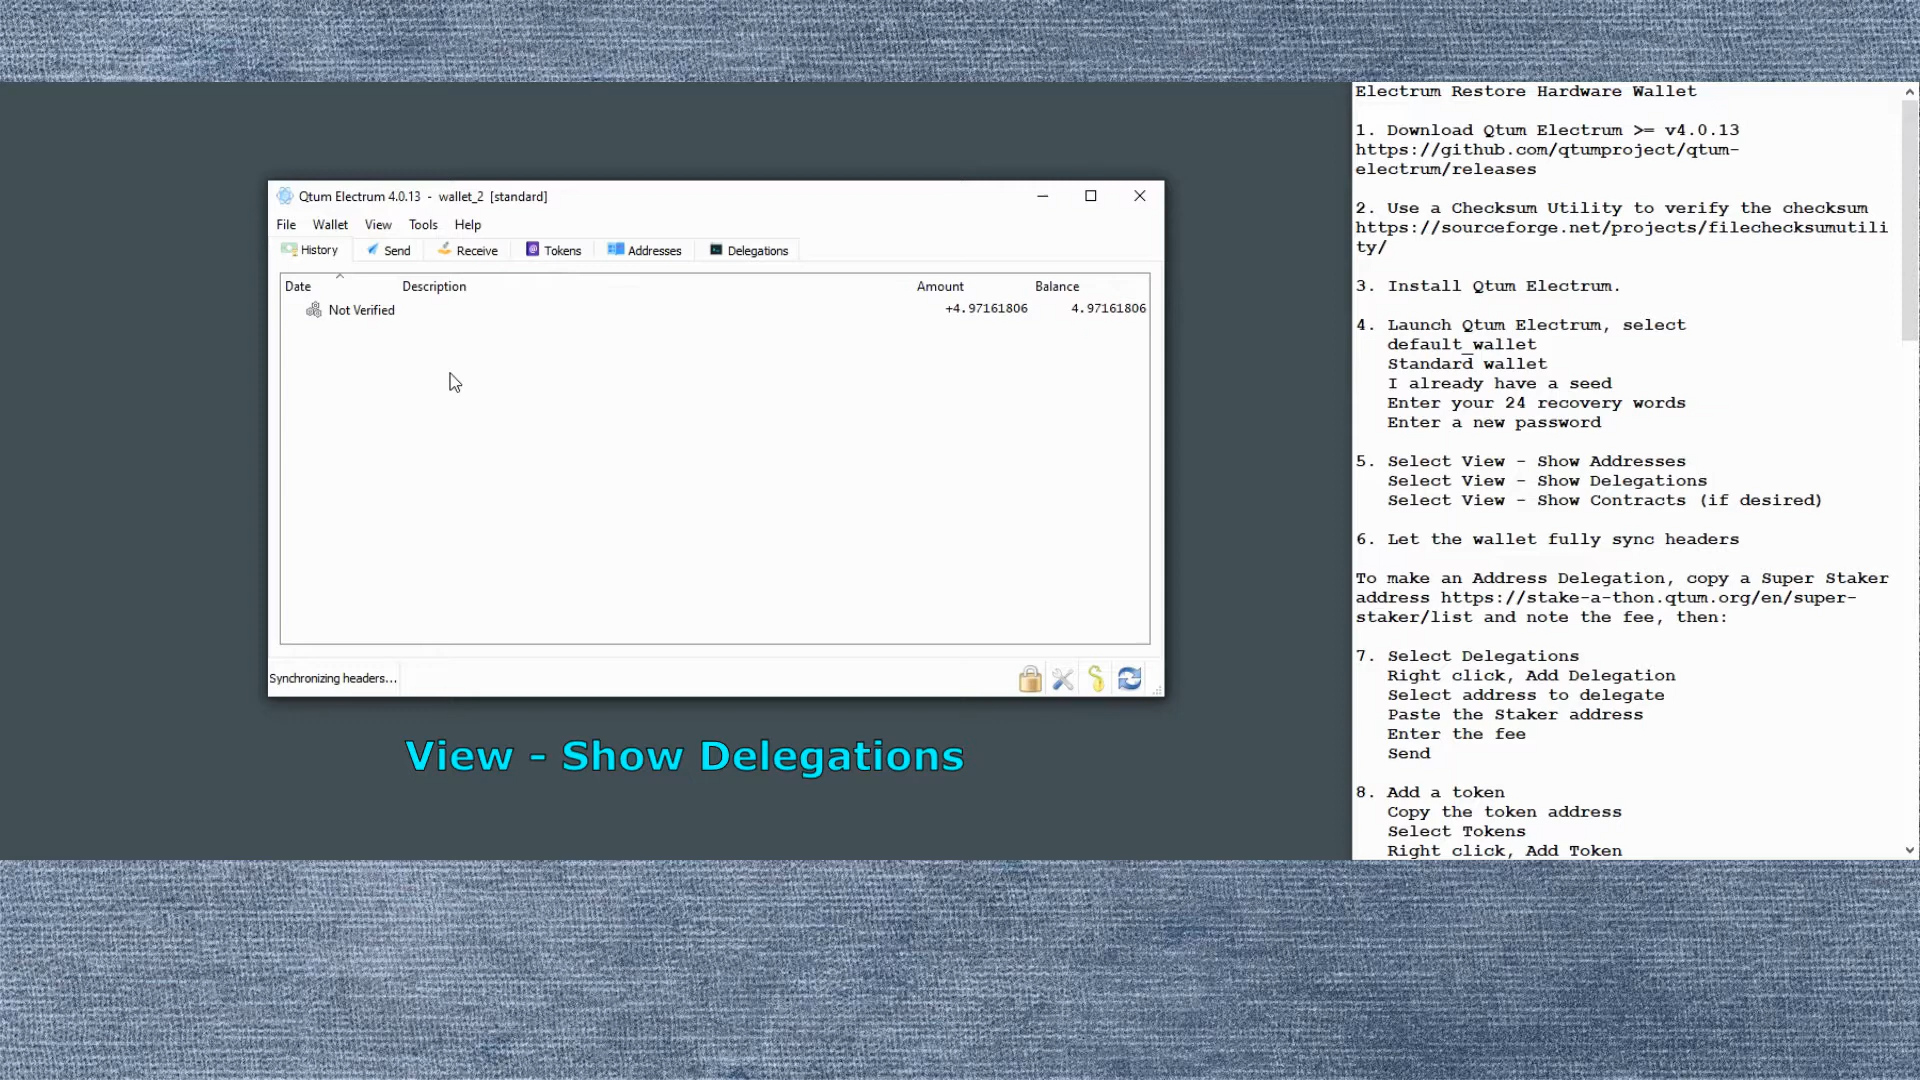 Qtum Electrum 4.0.13 - wallet_2 [standard]
File Wallet View Tools Help
History Send Receive Tokens Addresses Delegations
Date Description Amount Balance
Not Verified +4.97161806 4.97161806
Synchronizing headers...
View - Show Delegations
Electrum Restore Hardware Wallet
1. Download Qtum Electrum >= v4.0.13
https://github.com/qtumproject/qtum-
electrum/releases
2. Use a Checksum Utility to verify the checksum
https://sourceforge.net/projects/filechecksumutili
ty/
3. Install Qtum Electrum.
4. Launch Qtum Electrum, select
default_wallet
Standard wallet
I already have a seed
Enter your 24 recovery words
Enter a new password
5. Select View - Show Addresses
Select View - Show Delegations
Select View - Show Contracts (if desired)
6. Let the wallet fully sync headers
To make an Address Delegation, copy a Super Staker
address https://stake-a-thon.qtum.org/en/super-
staker/list and note the fee, then:
7. Select Delegations
Right click, Add Delegation
Select address to delegate
Paste the Staker address
Enter the fee
Send
8. Add a token
Copy the token address
Select Tokens
Right click, Add Token